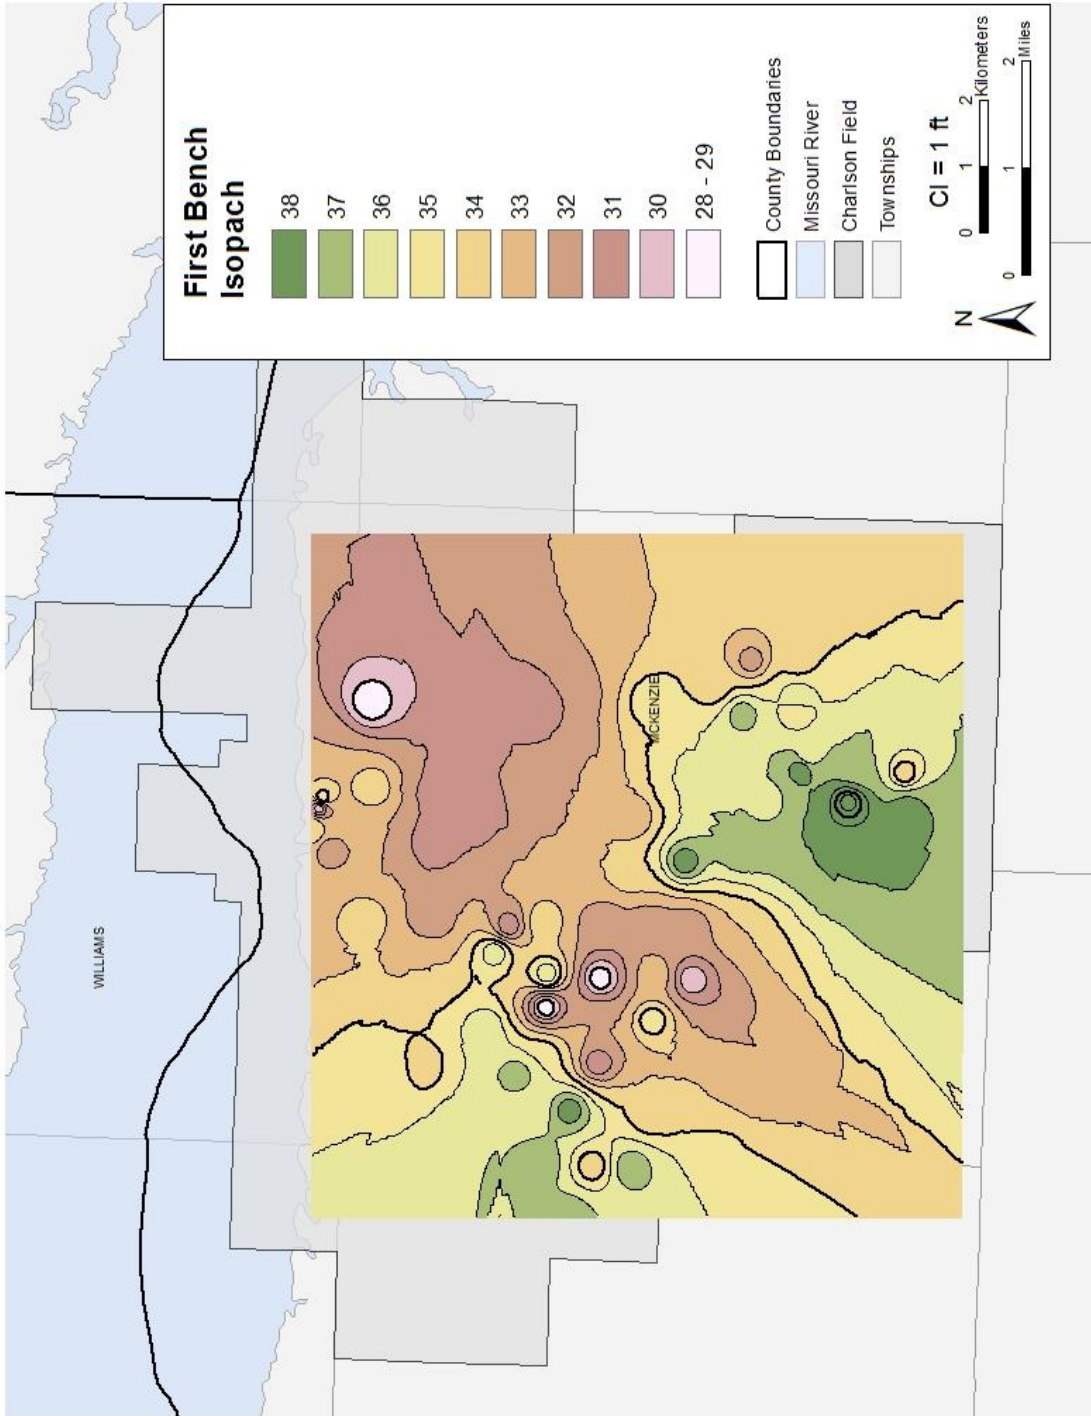 First Bench
Isopach
38
37
36
35
34
33
32
31
30
28 - 29
County Boundaries
Missouri River
Charlson Field
Townships
N
CI = 1 ft
0 1 2
Kilometers
0 1 2
Miles
WILLIAMS
MCKENZIE